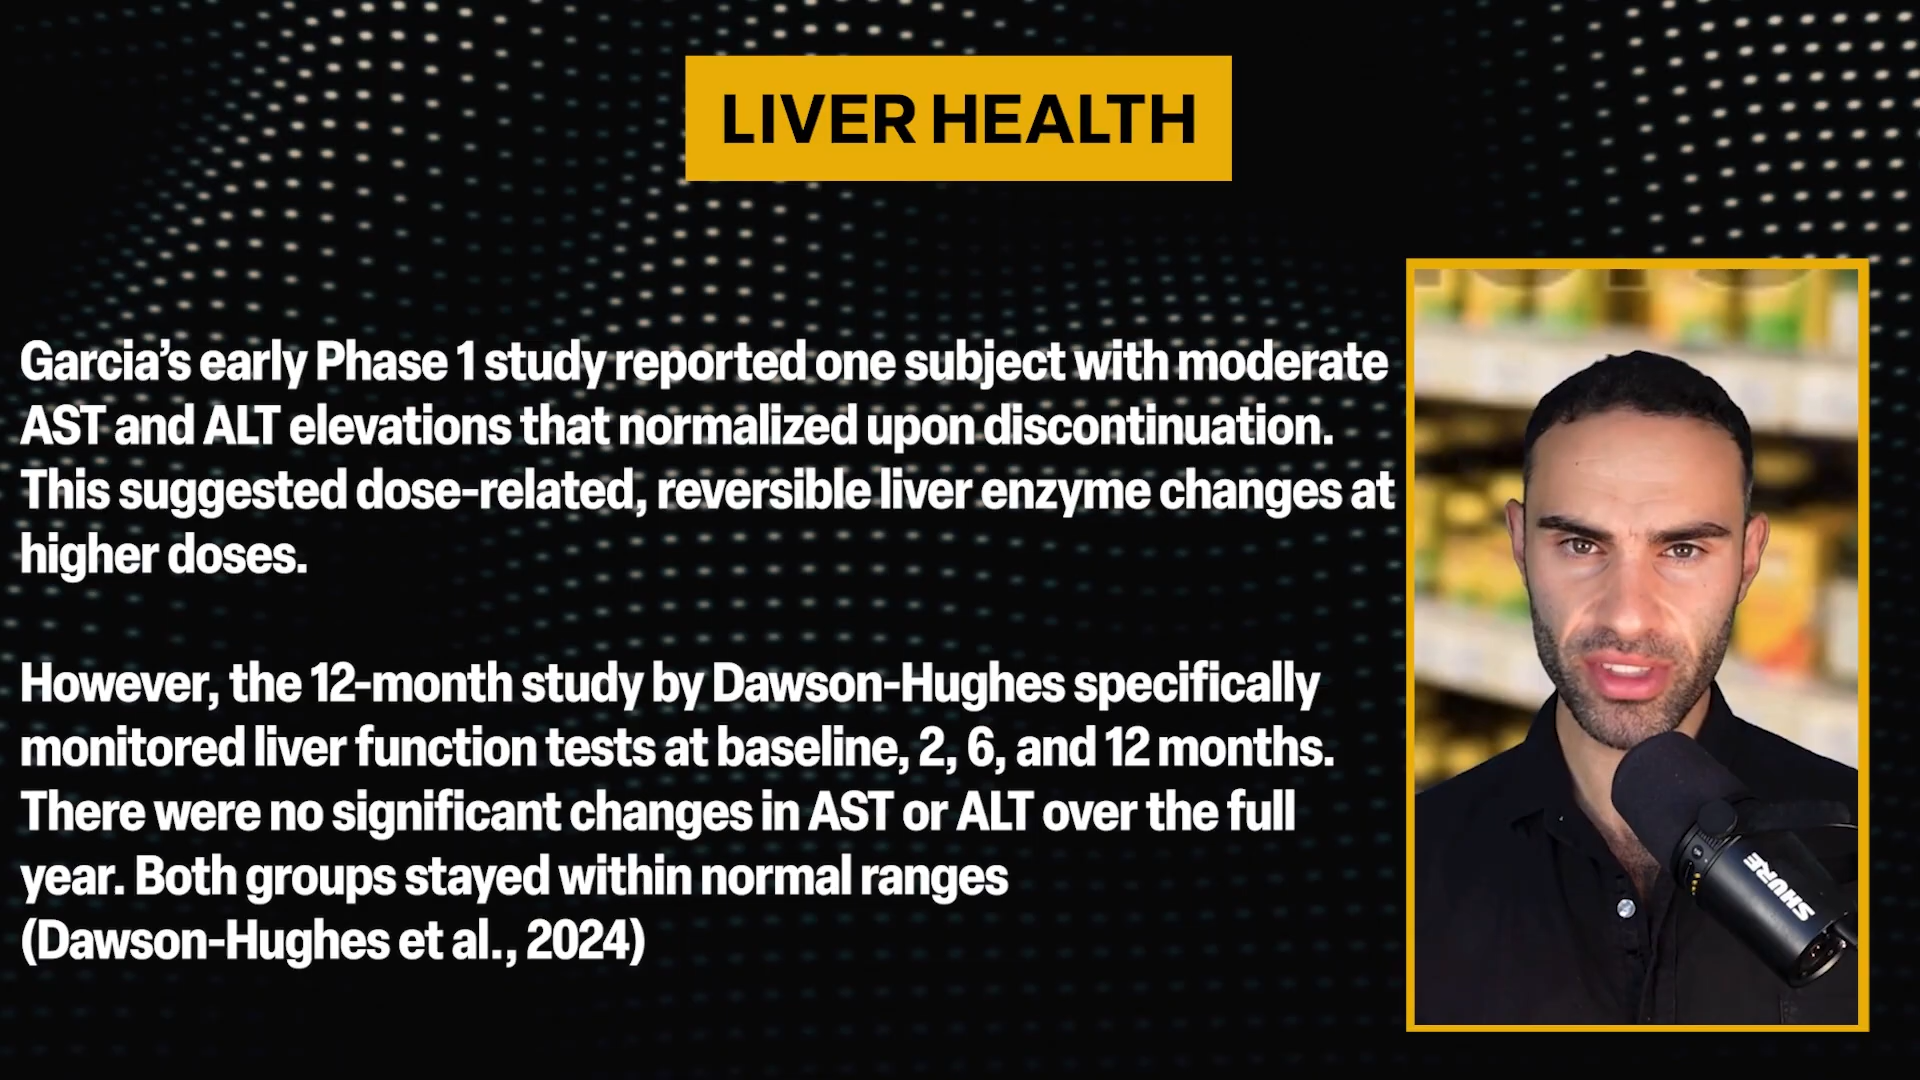 LIVER HEALTH
Garcia’s early Phase 1 study reported one subject with moderate
AST and ALT elevations that normalized upon discontinuation.
This suggested dose-related, reversible liver enzyme changes at
higher doses.
However, the 12-month study by Dawson-Hughes specifically
monitored liver function tests at baseline, 2, 6, and 12 months.
There were no significant changes in AST or ALT over the full
year. Both groups stayed within normal ranges
(Dawson-Hughes et al., 2024)
SHURE